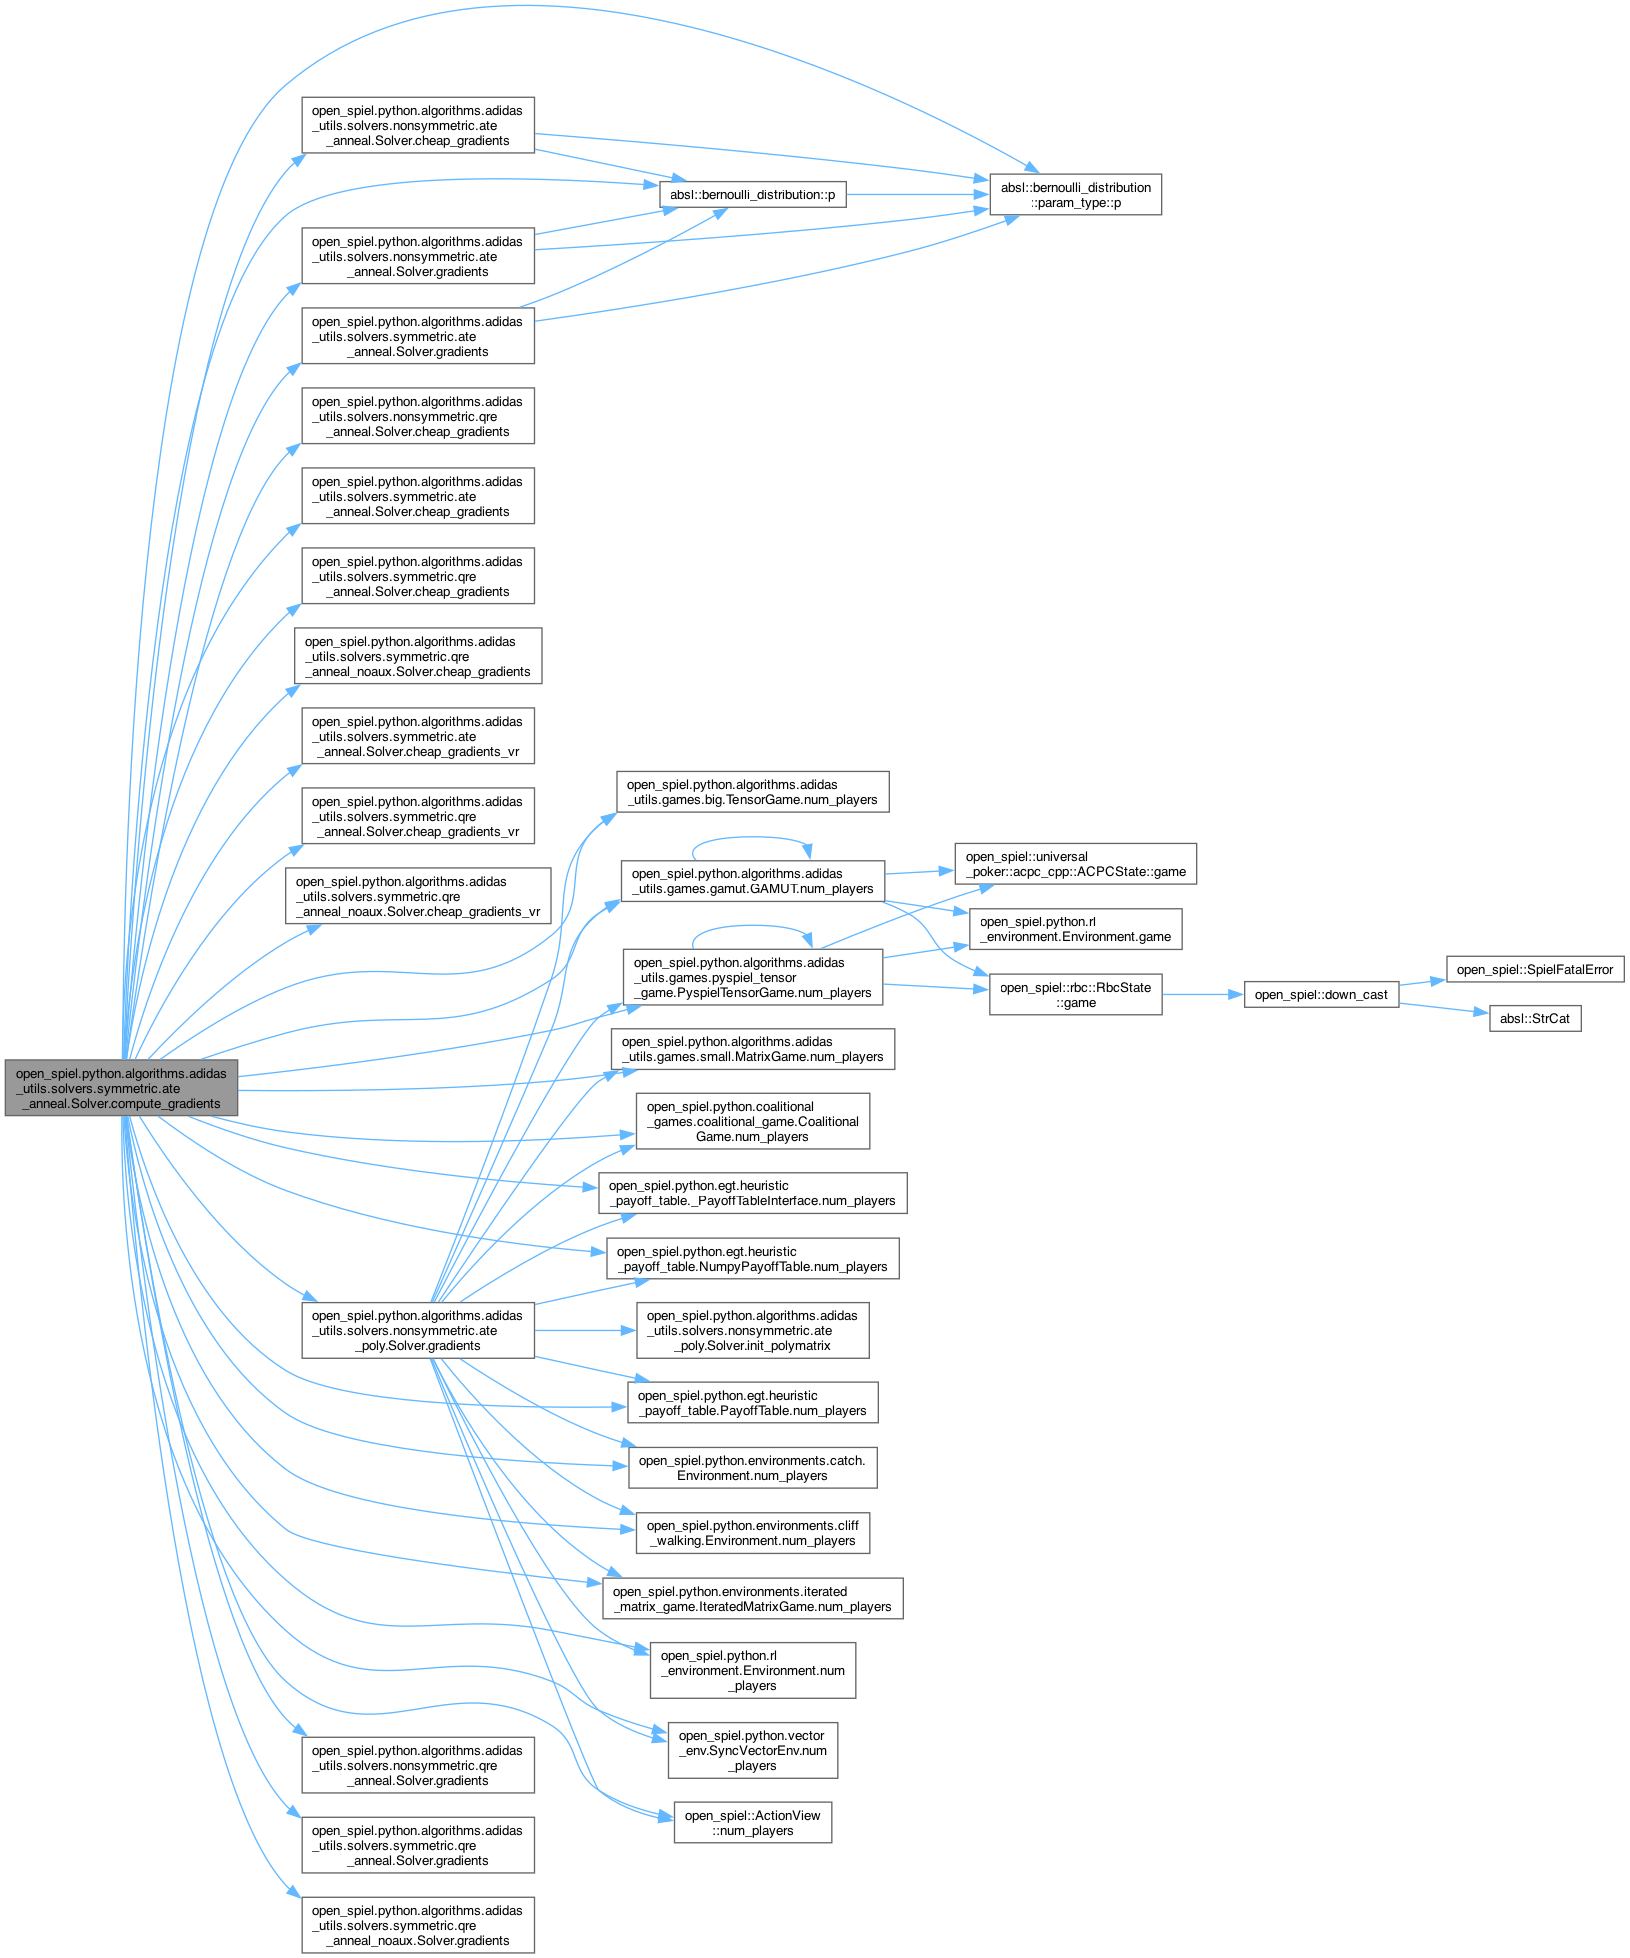 open_spiel.python.algorithms.adidas
_utils.solvers.symmetric.ate
_anneal.Solver.compute_gradients
open_spiel.python.algorithms.adidas
_utils.solvers.nonsymmetric.ate
_anneal.Solver.cheap_gradients
absl::bernoulli_distribution::p
absl::bernoulli_distribution
::param_type::p
open_spiel.python.algorithms.adidas
_utils.solvers.nonsymmetric.ate
_anneal.Solver.gradients
open_spiel.python.algorithms.adidas
_utils.solvers.symmetric.ate
_anneal.Solver.gradients
open_spiel.python.algorithms.adidas
_utils.solvers.nonsymmetric.qre
_anneal.Solver.cheap_gradients
open_spiel.python.algorithms.adidas
_utils.solvers.symmetric.ate
_anneal.Solver.cheap_gradients
open_spiel.python.algorithms.adidas
_utils.solvers.symmetric.qre
_anneal.Solver.cheap_gradients
open_spiel.python.algorithms.adidas
_utils.solvers.symmetric.qre
_anneal_noaux.Solver.cheap_gradients
open_spiel.python.algorithms.adidas
_utils.solvers.symmetric.ate
_anneal.Solver.cheap_gradients_vr
open_spiel.python.algorithms.adidas
_utils.solvers.symmetric.qre
_anneal.Solver.cheap_gradients_vr
open_spiel.python.algorithms.adidas
_utils.solvers.symmetric.qre
_anneal_noaux.Solver.cheap_gradients_vr
open_spiel.python.algorithms.adidas
_utils.games.big.TensorGame.num_players
open_spiel.python.algorithms.adidas
_utils.games.gamut.GAMUT.num_players
open_spiel::universal
_poker::acpc_cpp::ACPCState::game
open_spiel.python.rl
_environment.Environment.game
open_spiel.python.algorithms.adidas
_utils.games.pyspiel_tensor
_game.PyspielTensorGame.num_players
open_spiel::rbc::RbcState
::game
open_spiel::down_cast
open_spiel::SpielFatalError
absl::StrCat
open_spiel.python.algorithms.adidas
_utils.games.small.MatrixGame.num_players
open_spiel.python.coalitional
_games.coalitional_game.Coalitional
Game.num_players
open_spiel.python.egt.heuristic
_payoff_table._PayoffTableInterface.num_players
open_spiel.python.egt.heuristic
_payoff_table.NumpyPayoffTable.num_players
open_spiel.python.algorithms.adidas
_utils.solvers.nonsymmetric.ate
_poly.Solver.gradients
open_spiel.python.algorithms.adidas
_utils.solvers.nonsymmetric.ate
_poly.Solver.init_polymatrix
open_spiel.python.egt.heuristic
_payoff_table.PayoffTable.num_players
open_spiel.python.environments.catch.
Environment.num_players
open_spiel.python.environments.cliff
_walking.Environment.num_players
open_spiel.python.environments.iterated
_matrix_game.IteratedMatrixGame.num_players
open_spiel.python.rl
_environment.Environment.num
_players
open_spiel.python.vector
_env.SyncVectorEnv.num
_players
open_spiel::ActionView
::num_players
open_spiel.python.algorithms.adidas
_utils.solvers.nonsymmetric.qre
_anneal.Solver.gradients
open_spiel.python.algorithms.adidas
_utils.solvers.symmetric.qre
_anneal.Solver.gradients
open_spiel.python.algorithms.adidas
_utils.solvers.symmetric.qre
_anneal_noaux.Solver.gradients